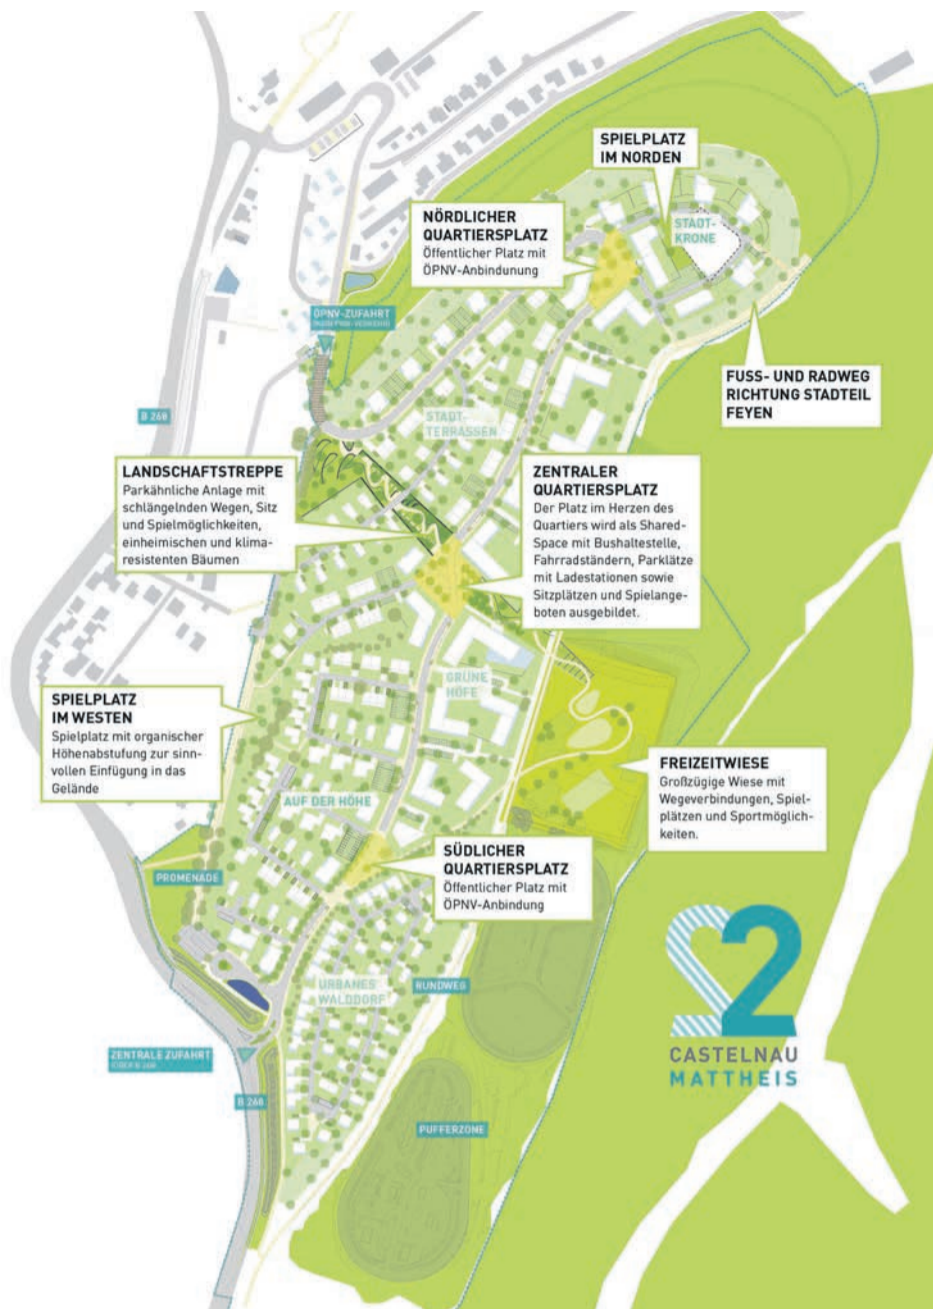 SPIELPLATZ
IM NORDEN
STADT-
KRONE
NÖRDLICHER
QUARTIERSPLATZ
Öffentlicher Platz mit
ÖPNV-Anbindunung
ÖPNV-ZUFAHRT
FUSS- UND RADWEG
RICHTUNG STADTEIL
FEYEN
B 268
STADT-
TERRASSEN
LANDSCHAFTSTREPPE
Parkähnliche Anlage mit
schlängelnden Wegen, Sitz
und Spielmöglichkeiten,
einheimischen und klima-
resistenten Bäumen
ZENTRALER
QUARTIERSPLATZ
Der Platz im Herzen des
Quartiers wird als Shared-
Space mit Bushaltestelle,
Fahrradständern, Parklätze
mit Ladestationen sowie
Sitzplätzen und Spielange-
boten ausgebildet.
GRÜNE
HÖFE
SPIELPLATZ
IM WESTEN
Spielplatz mit organischer
Höhenabstufung zur sinn-
vollen Einfügung in das
Gelände
FREIZEITWIESE
Großzügige Wiese mit
Wegeverbindungen, Spiel-
plätzen und Sportmöglich-
keiten.
AUF DER HÖHE
SÜDLICHER
QUARTIERSPLATZ
Öffentlicher Platz mit
ÖPNV-Anbindung
PROMENADE
URBANES
WALDDORF
RUNDWEG
ZENTRALE ZUFAHRT
B 268
PUFFERZONE
22
CASTELNAU
MATTHEIS